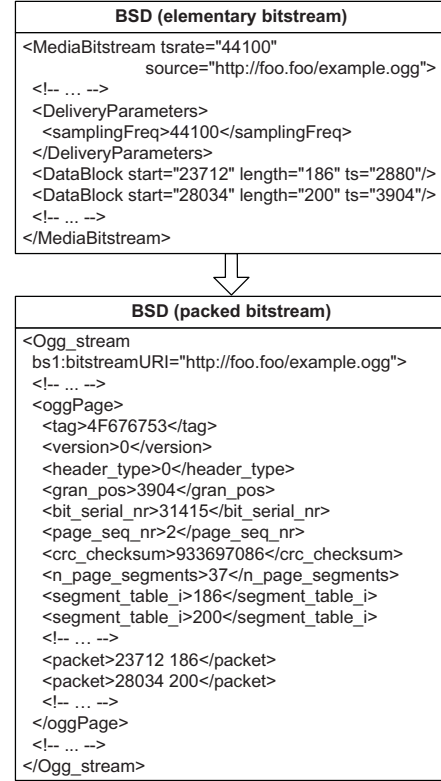 BSD (elementary bitstream)
<MediaBitstream tsrate="44100"
source="http://foo.foo/example.ogg">
<!-- … -->
<DeliveryParameters>
<samplingFreq>44100</samplingFreq>
</DeliveryParameters>
<DataBlock start="23712" length="186" ts="2880"/>
<DataBlock start="28034" length="200" ts="3904"/>
<!-- ... -->
</MediaBitstream>
BSD (packed bitstream)
<Ogg_stream
bs1:bitstreamURI="http://foo.foo/example.ogg">
<!-- ... -->
<oggPage>
<tag>4F676753</tag>
<version>0</version>
<header_type>0</header_type>
<gran_pos>3904</gran_pos>
<bit_serial_nr>31415</bit_serial_nr>
<page_seq_nr>2</page_seq_nr>
<crc_checksum>933697086</crc_checksum>
<n_page_segments>37</n_page_segments>
<segment_table_i>186</segment_table_i>
<segment_table_i>200</segment_table_i>
<!-- … -->
<packet>23712 186</packet>
<packet>28034 200</packet>
<!-- … -->
</oggPage>
<!-- ... -->
</Ogg_stream>